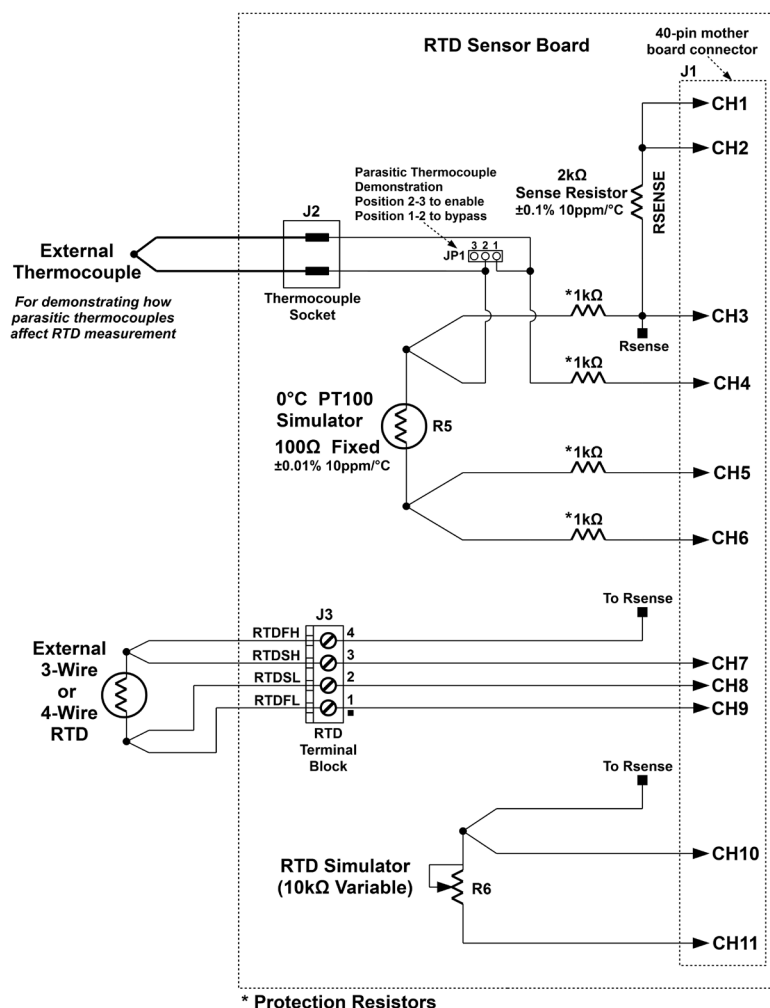 RTD Sensor Board
40-pin mother
board connector
J1
CH1
CH2
2kΩ
Sense Resistor
±0.1% 10ppm/°C
RSENSE
Parasitic Thermocouple
Demonstration
Position 2-3 to enable
Position 1-2 to bypass
J2
3 2 1
JP1
External
Thermocouple
For demonstrating how
parasitic thermocouples
affect RTD measurement
Thermocouple
Socket
*1kΩ
CH3
Rsense
*1kΩ
CH4
0°C PT100
Simulator
100Ω Fixed
±0.01% 10ppm/°C
R5
*1kΩ
CH5
*1kΩ
CH6
To Rsense
J3
External
3-Wire
or
4-Wire
RTD
RTDFH 4
RTDSH 3 CH7
RTDSL 2 CH8
RTDFL 1 CH9
RTD
Terminal
Block
To Rsense
CH10
RTD Simulator
(10kΩ Variable)
R6
CH11
* Protection Resistors